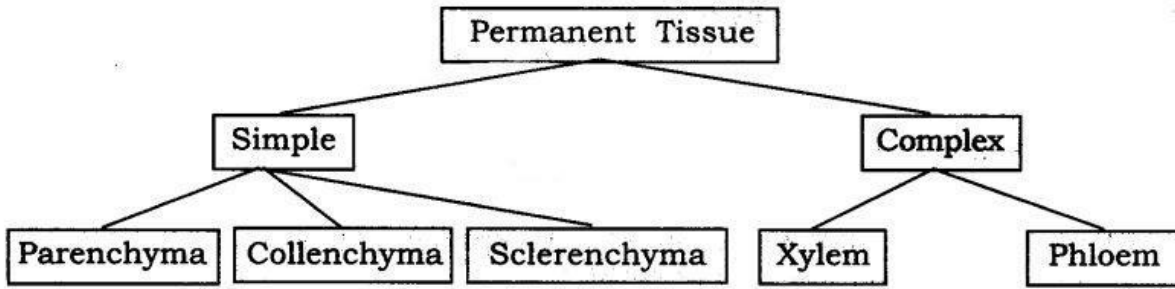 Permanent Tissue
Simple
Complex
Parenchyma
Collenchyma
Sclerenchyma
Xylem
Phloem